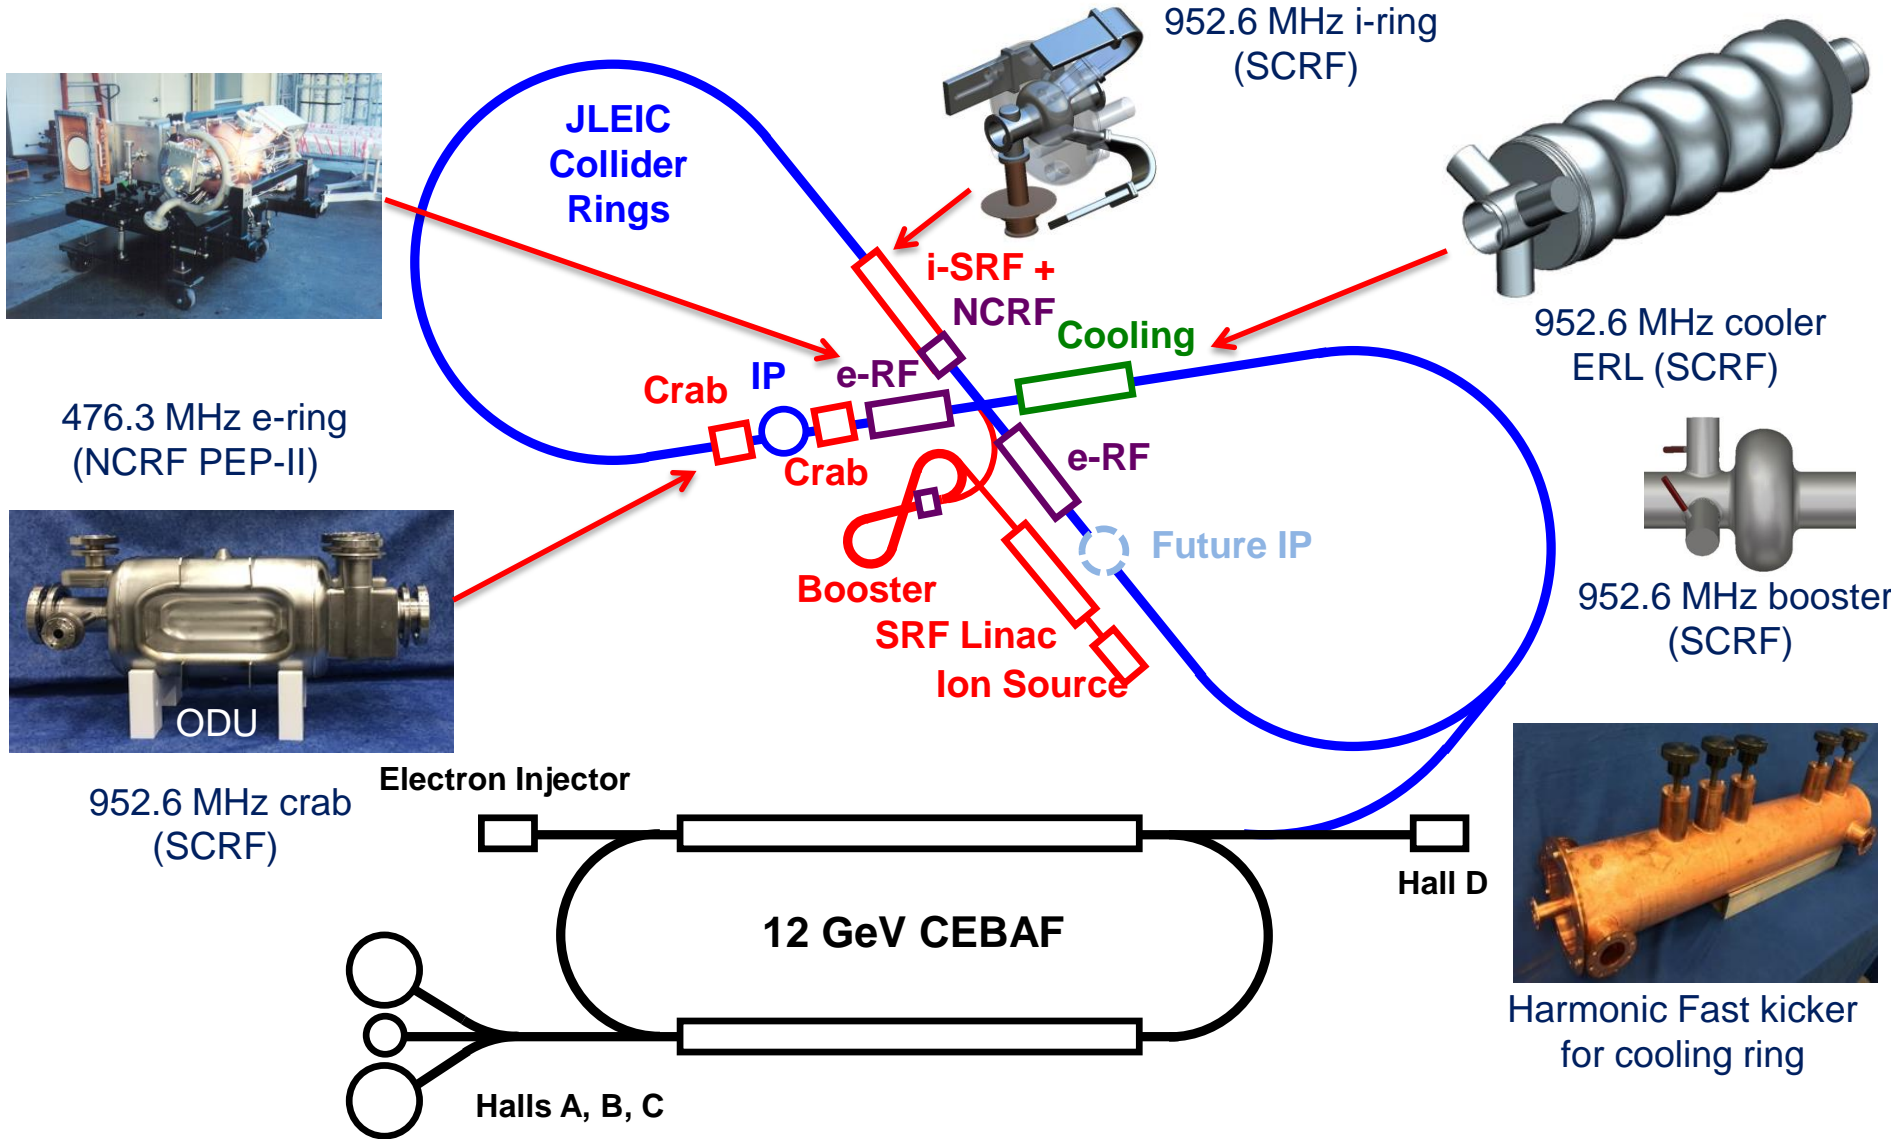 952.6 MHz i-ring
(SCRF)
JLEIC
Collider
Rings
i-SRF +
NCRF
Cooling
952.6 MHz cooler
ERL (SCRF)
IP
e-RF
Crab
476.3 MHz e-ring
(NCRF PEP-II)
Crab
e-RF
Future IP
Booster
952.6 MHz booster
(SCRF)
SRF Linac
Ion Source
ODU
Electron Injector
952.6 MHz crab
(SCRF)
Hall D
12 GeV CEBAF
Harmonic Fast kicker
for cooling ring
Halls A, B, C